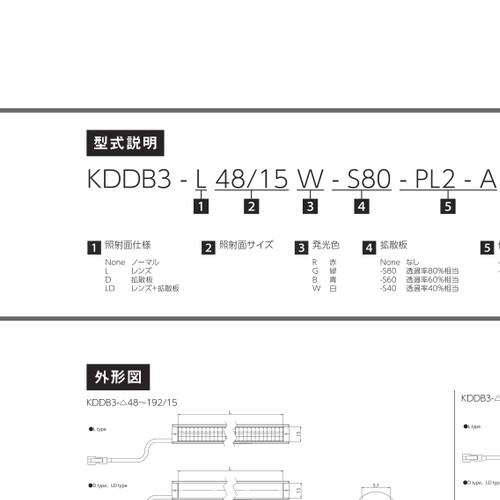 型式説明
KDDB3 - L 48/15 W - S80 - PL2 - A
1 2 3 4 5
1 照射面仕様
None ノーマル
L レンズ
D 拡散板
LD レンズ+拡散板
2 照射面サイズ
3 発光色
R 赤
G 緑
B 青
W 白
4 拡散板
None なし
-S80 透過率80%相当
-S60 透過率60%相当
-S40 透過率40%相当
5
外形図
KDDB3-△48~192/15
●L type
L
15
●D type、LD type
L
5.7
KDDB3-△
●L type
●D type